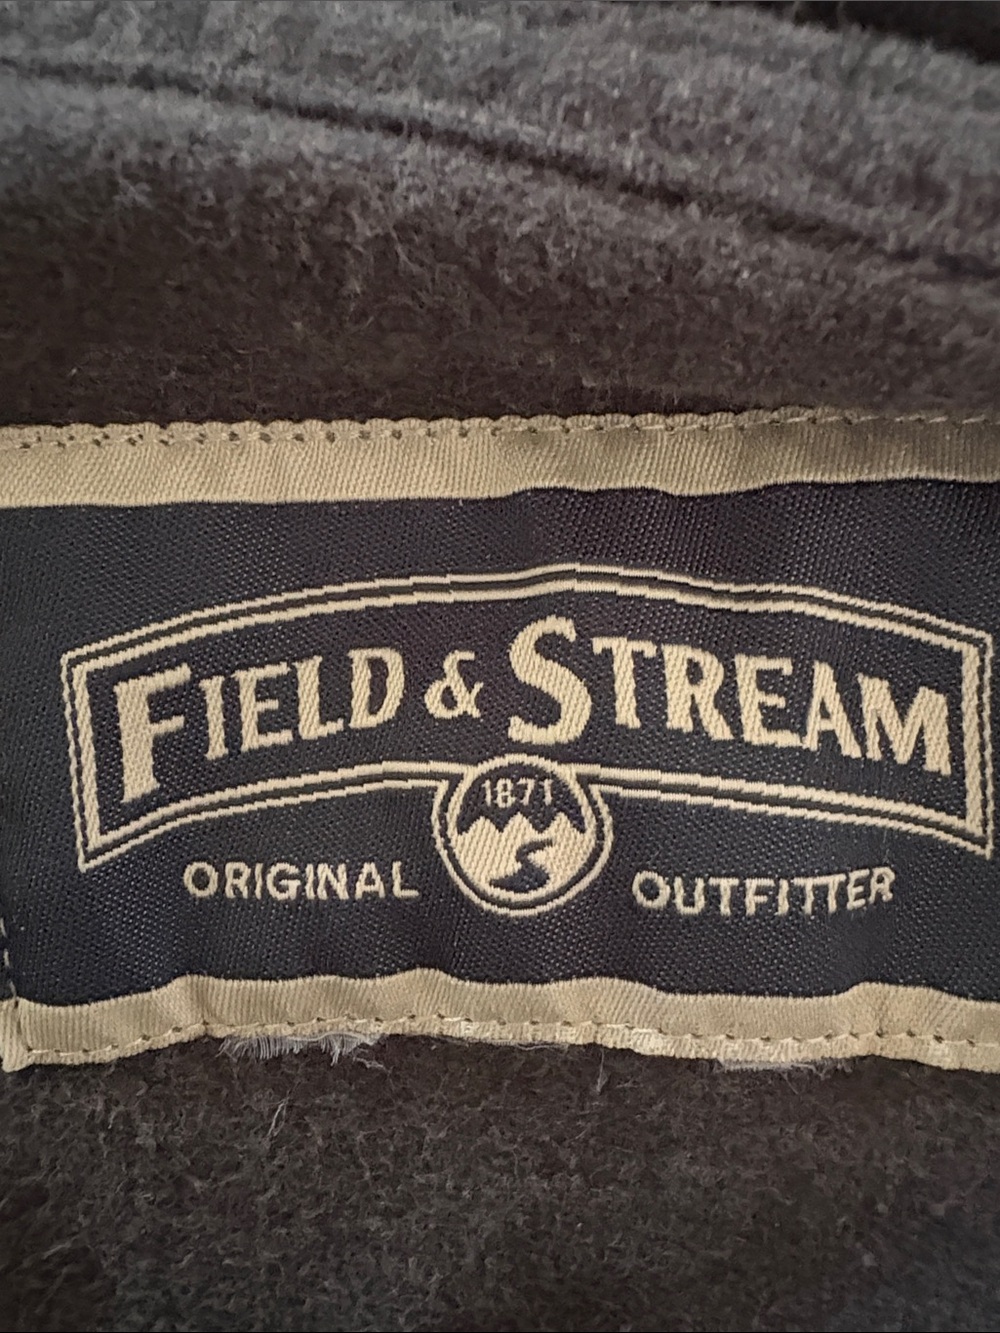 FIELD & STREAM
1871
ORIGINAL OUTFITTER